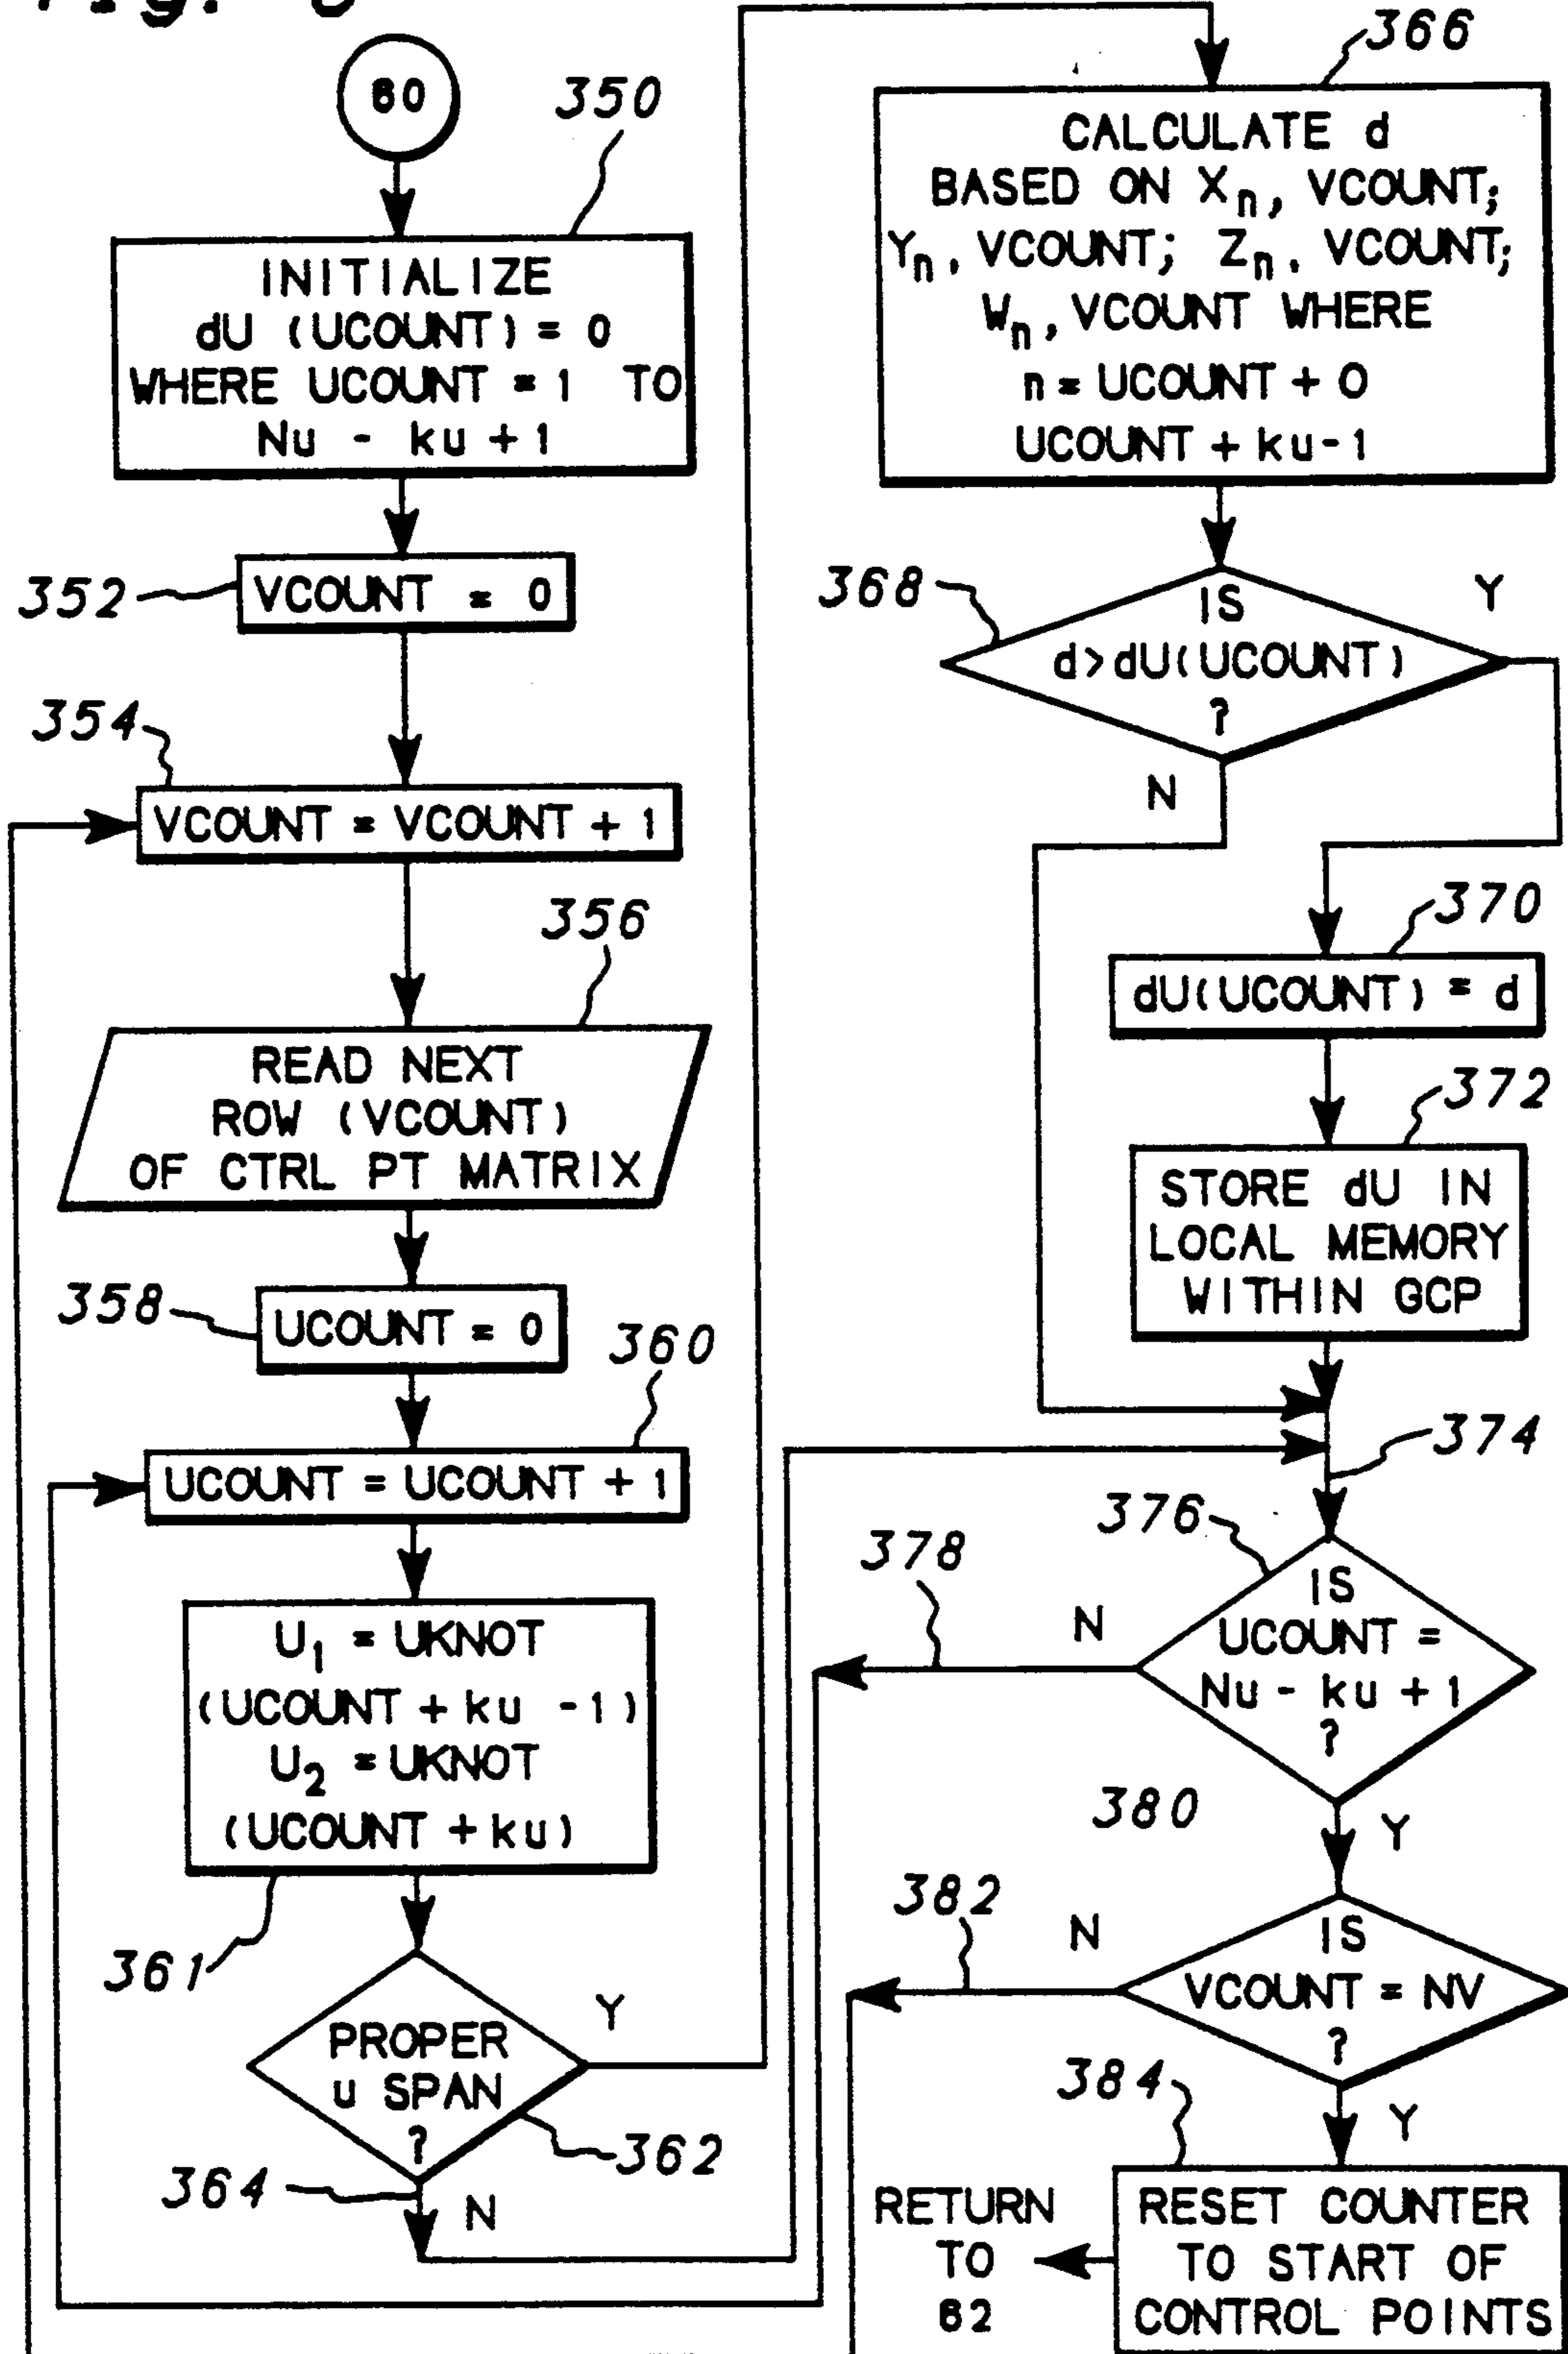 Fig.
60
350
INITIALIZE
dU (UCOUNT) = 0
WHERE UCOUNT = 1 TO
Nu - ku + 1
352
VCOUNT = 0
354
VCOUNT = VCOUNT + 1
356
READ NEXT
ROW (VCOUNT)
OF CTRL PT MATRIX
358
UCOUNT = 0
360
UCOUNT = UCOUNT + 1
U₁ = UKNOT
(UCOUNT + ku -1)
U₂ = UKNOT
(UCOUNT + ku)
361
PROPER
u SPAN
?
Y
362
364
N
366
CALCULATE d
BASED ON Xₙ, VCOUNT;
Yₙ, VCOUNT; Zₙ, VCOUNT;
Wₙ, VCOUNT WHERE
n = UCOUNT + 0
UCOUNT + ku-1
368
IS
d>dU(UCOUNT)
?
Y
N
370
dU(UCOUNT) = d
372
STORE dU IN
LOCAL MEMORY
WITHIN GCP
374
376
378
IS
UCOUNT =
Nu - ku + 1
?
N
380
Y
382
IS
VCOUNT = NV
?
N
384
Y
RESET COUNTER
TO START OF
CONTROL POINTS
RETURN
TO
62